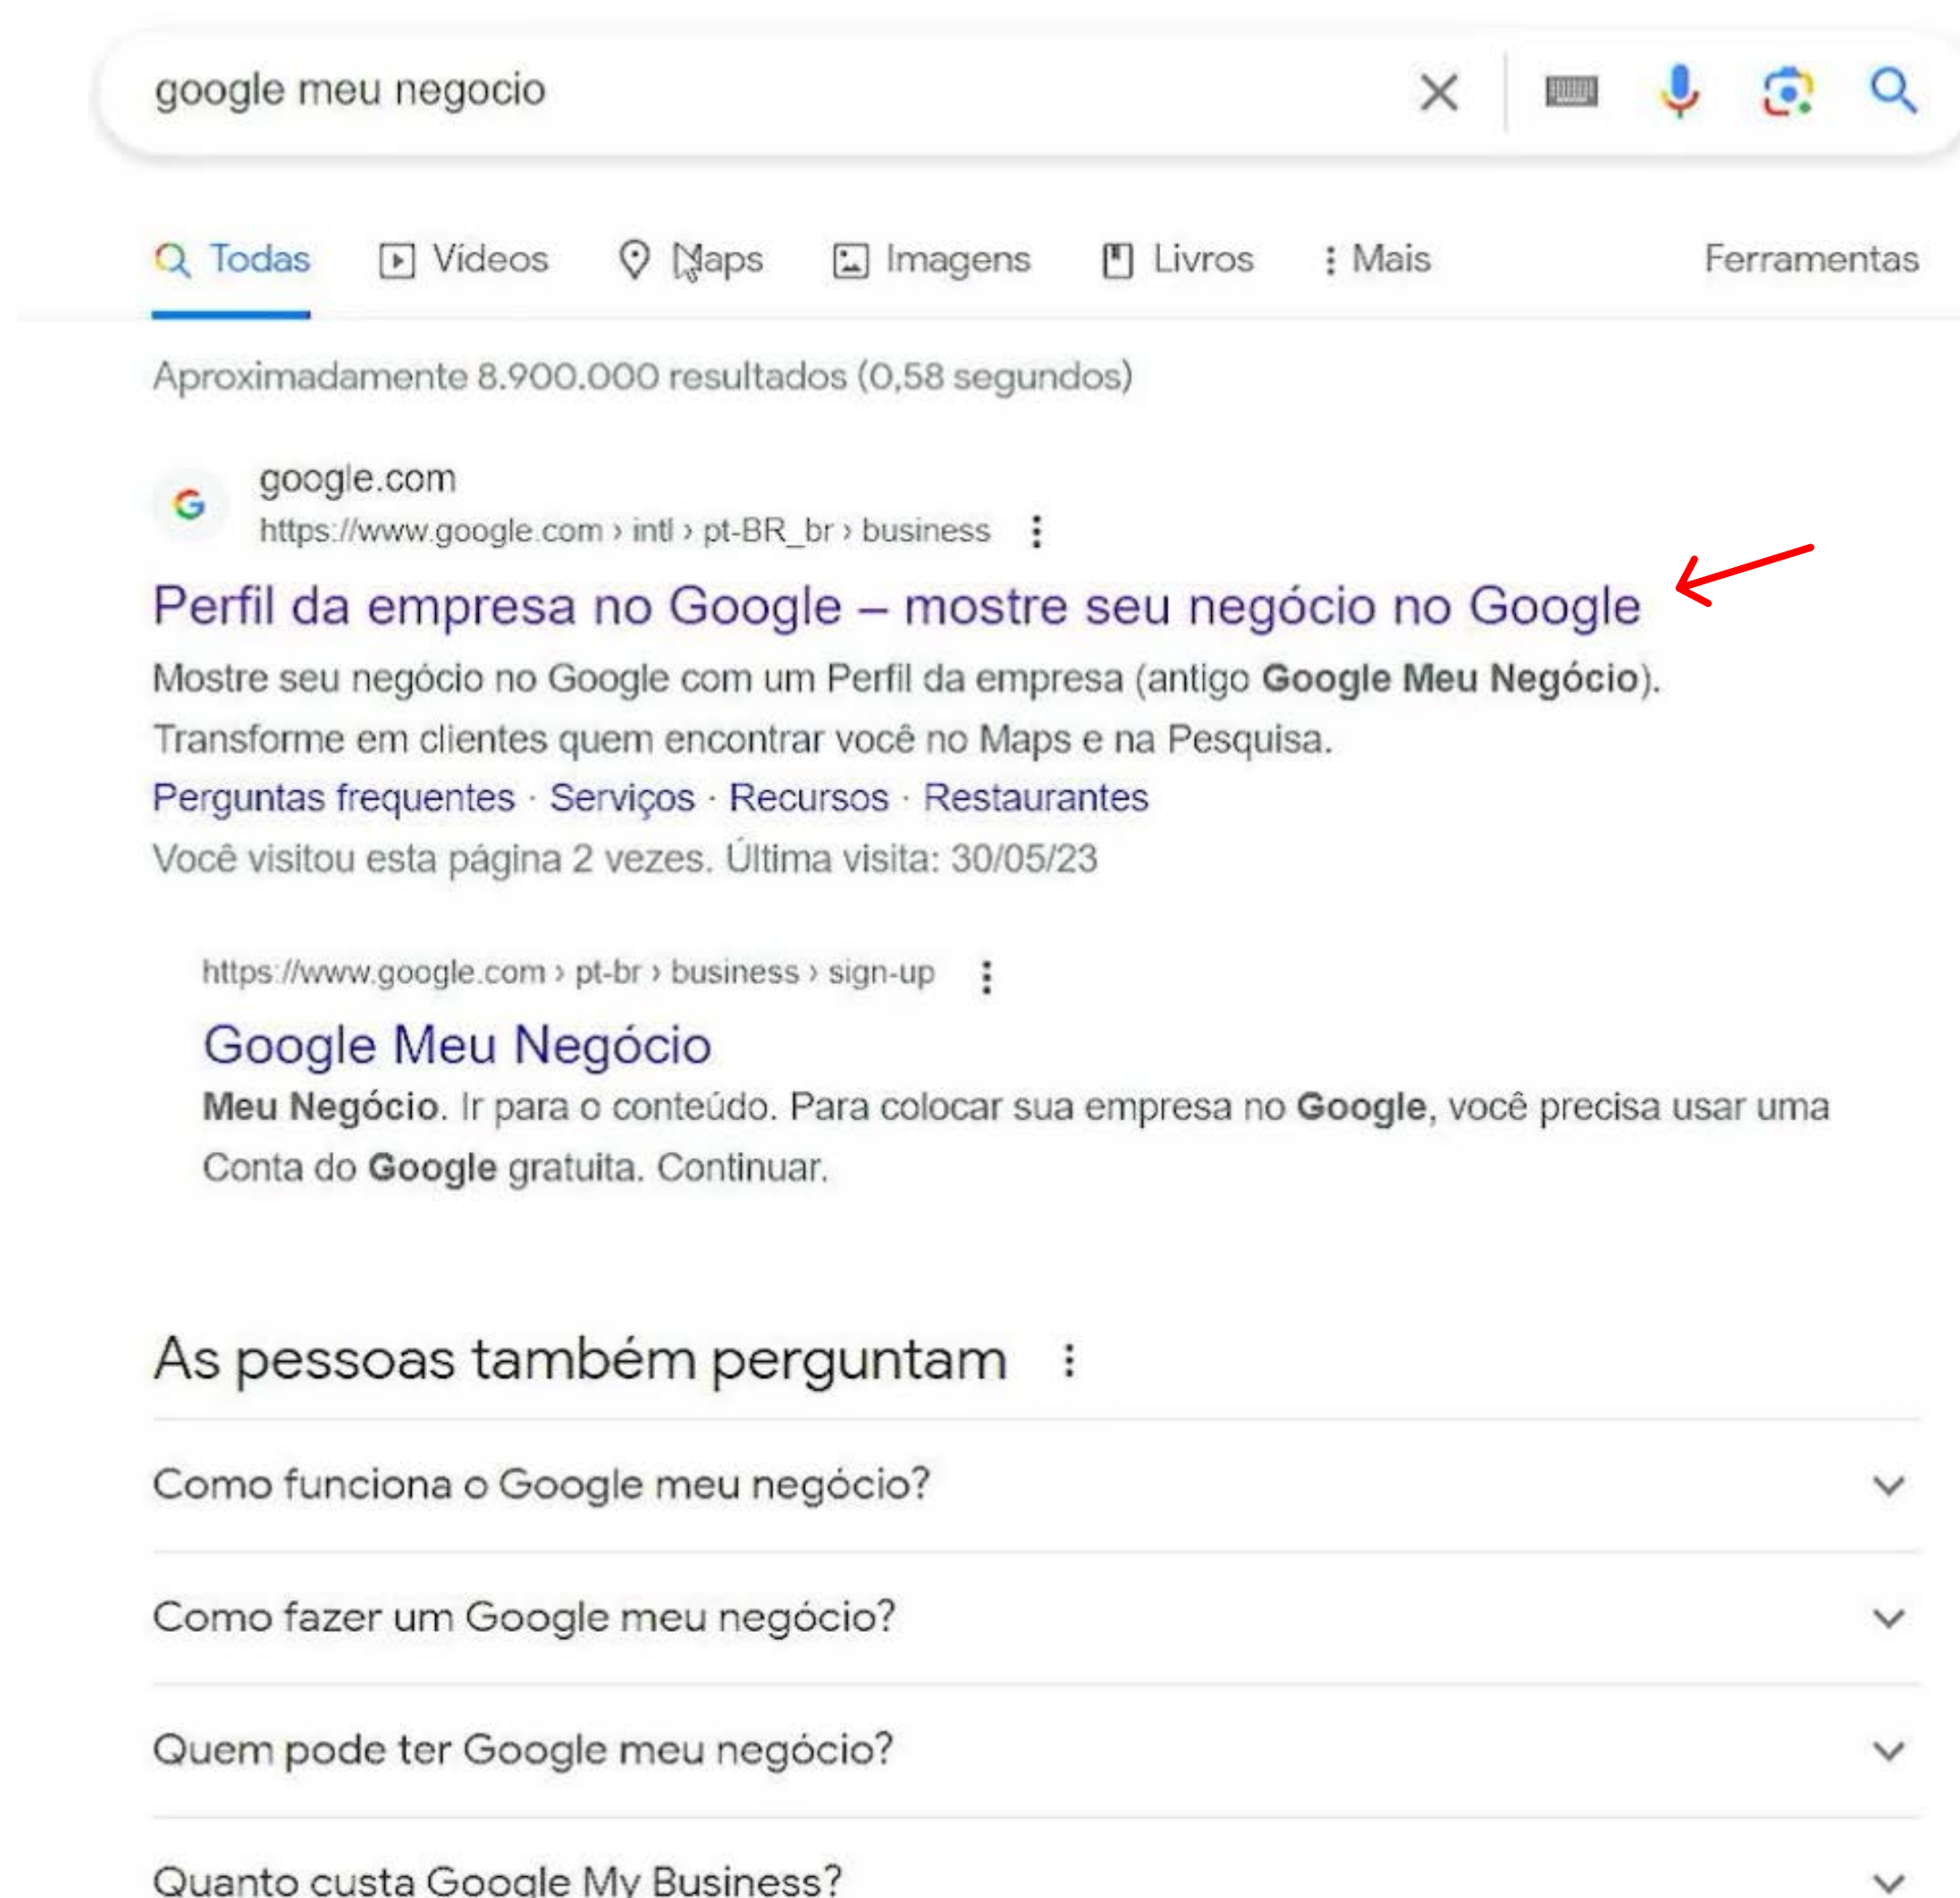 google meu negocio
Todas Vídeos Maps Imagens Livros Mais Ferramentas
Aproximadamente 8.900.000 resultados (0,58 segundos)
google.com
https://www.google.com › intl › pt-BR_br › business
Perfil da empresa no Google – mostre seu negócio no Google
Mostre seu negócio no Google com um Perfil da empresa (antigo Google Meu Negócio).
Transforme em clientes quem encontrar você no Maps e na Pesquisa.
Perguntas frequentes · Serviços · Recursos · Restaurantes
Você visitou esta página 2 vezes. Última visita: 30/05/23
https://www.google.com › pt-br › business › sign-up
Google Meu Negócio
Meu Negócio. Ir para o conteúdo. Para colocar sua empresa no Google, você precisa usar uma
Conta do Google gratuita. Continuar.
As pessoas também perguntam
Como funciona o Google meu negócio?
Como fazer um Google meu negócio?
Quem pode ter Google meu negócio?
Quanto custa Google My Business?